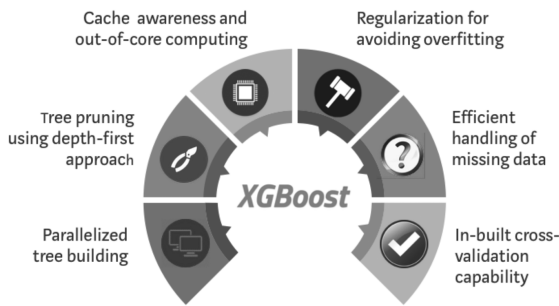 Cache awareness and
out-of-core computing
Regularization for
avoiding overfitting
Tree pruning
using depth-first
approach
Efficient
handling of
missing data
XGBoost
Parallelized
tree building
In-built cross-
validation
capability